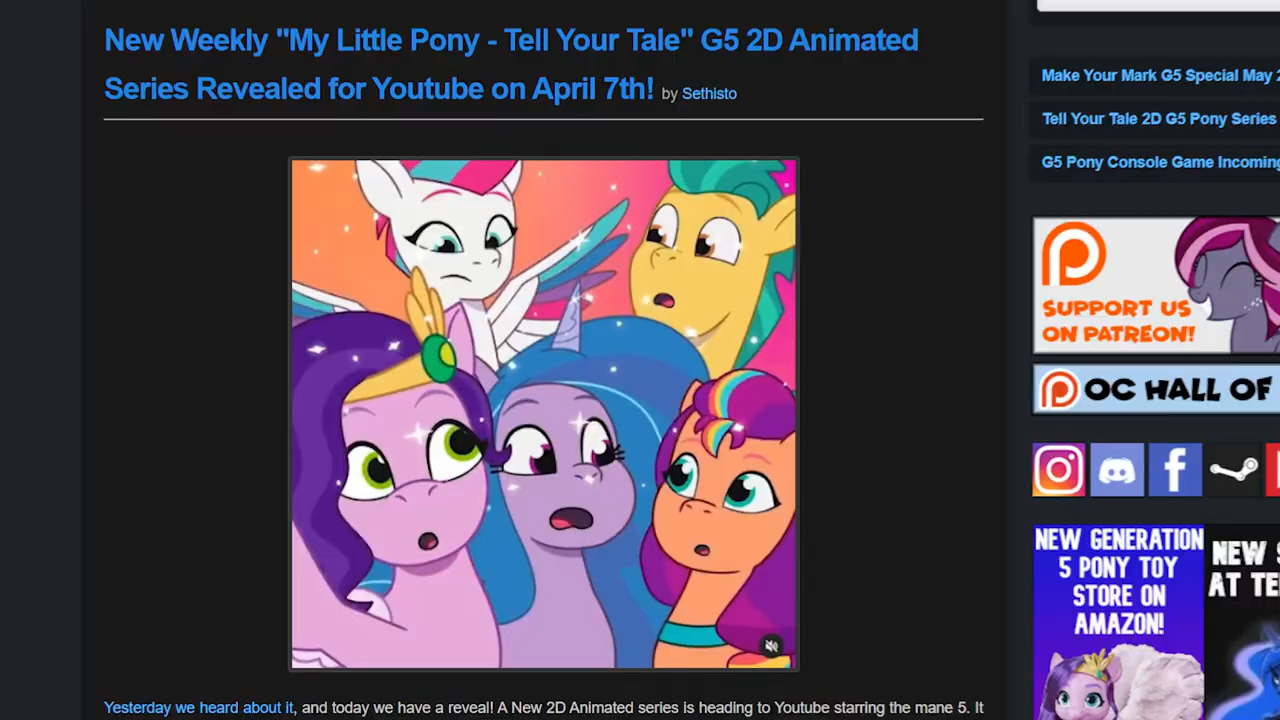 New Weekly "My Little Pony - Tell Your Tale" G5 2D Animated
Series Revealed for Youtube on April 7th! by Sethisto
Yesterday we heard about it, and today we have a reveal! A New 2D Animated series is heading to Youtube starring the mane 5. It
Make Your Mark G5 Special May
Tell Your Tale 2D G5 Pony Series
G5 Pony Console Game Incoming
SUPPORT US
ON PATREON!
OC HALL OF
NEW GENERATION
5 PONY TOY
STORE ON
AMAZON!
NEW
AT